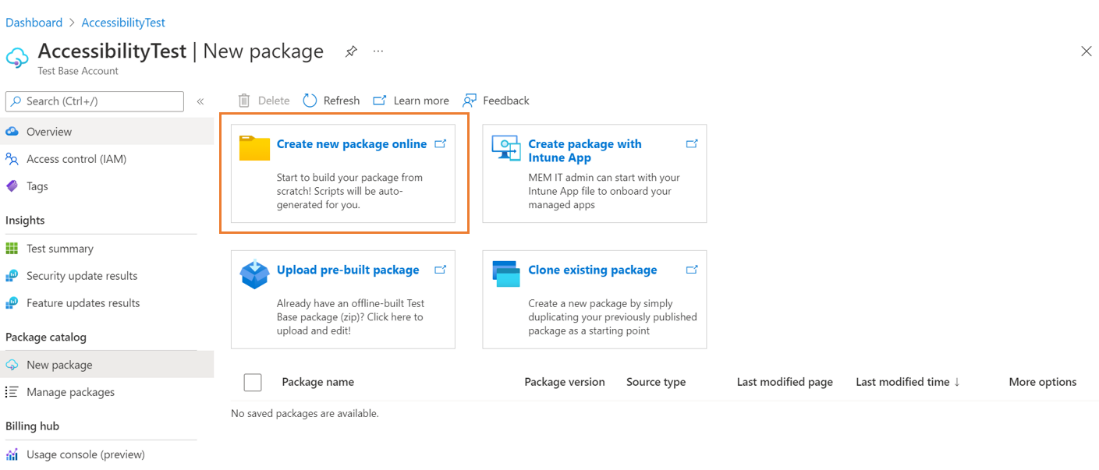 Dashboard > AccessibilityTest
AccessibilityTest | New package
Test Base Account
Search (Ctrl+/)
Overview
Access control (IAM)
Tags
Insights
Test summary
Security update results
Feature updates results
Package catalog
New package
Manage packages
Billing hub
Usage console (preview)
Delete
Refresh
Learn more
Feedback
Create new package online
Start to build your package from
scratch! Scripts will be auto-
generated for you.
Create package with
Intune App
MEM IT admin can start with your
Intune App file to onboard your
managed apps
Upload pre-built package
Already have an offline-built Test
Base package (zip)? Click here to
upload and edit!
Clone existing package
Create a new package by simply
duplicating your previously published
package as a starting point
Package name Package version Source type Last modified page Last modified time ↓ More options
No saved packages are available.